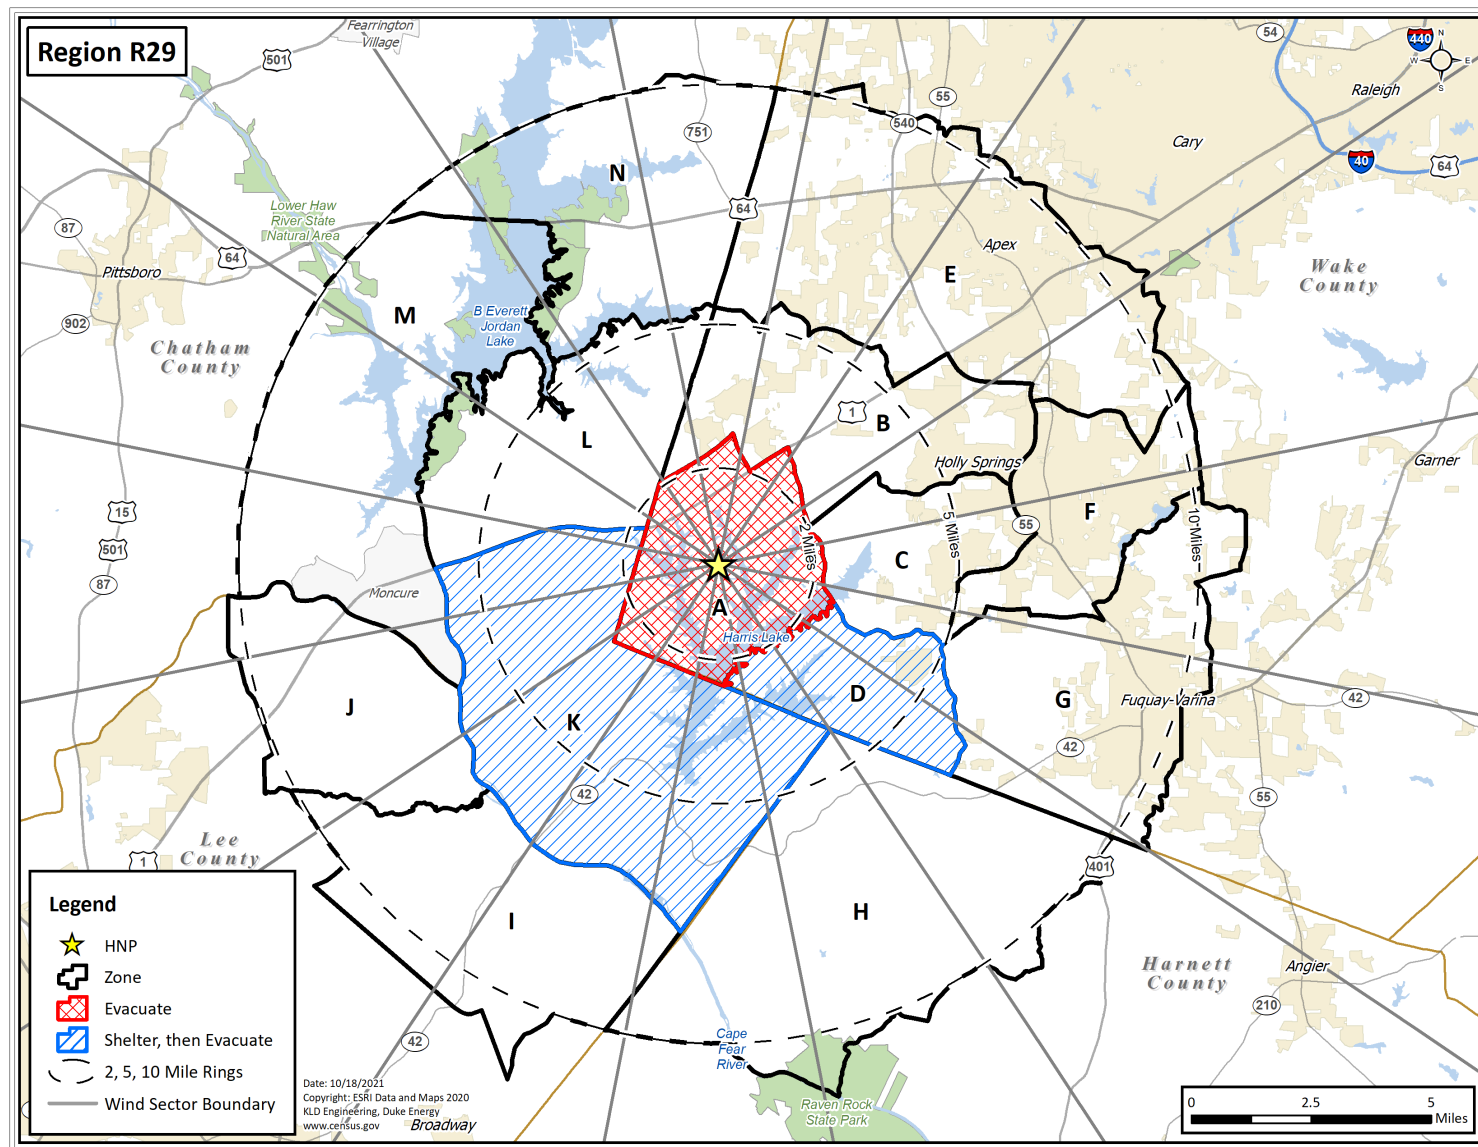 Region R29
Fearrington
Village
501
54
440
N
W
E
S
Raleigh
55
540
751
Cary
40
64
N
Lower Haw
River State
Natural Area
87
64
64
Apex
Pittsboro
E
Wake
County
M
B Everett
Jordan
Lake
902
Chatham
County
1
B
L
Holly Springs
Garner
15
5 Miles
55
F
10 Miles
2 Miles
501
C
87
Moncure
A
Harris Lake
J
K
D
G
Fuquay-Varina
42
42
42
55
Lee
County
1
401
Legend
HNP
Zone
Evacuate
Shelter, then Evacuate
2, 5, 10 Mile Rings
Wind Sector Boundary
I
H
Harnett
County
Angier
210
42
Cape
Fear
River
Date: 10/18/2021
Copyright: ESRI Data and Maps 2020
KLD Engineering, Duke Energy
www.census.gov
Broadway
Raven Rock
State Park
0
2.5
5
Miles